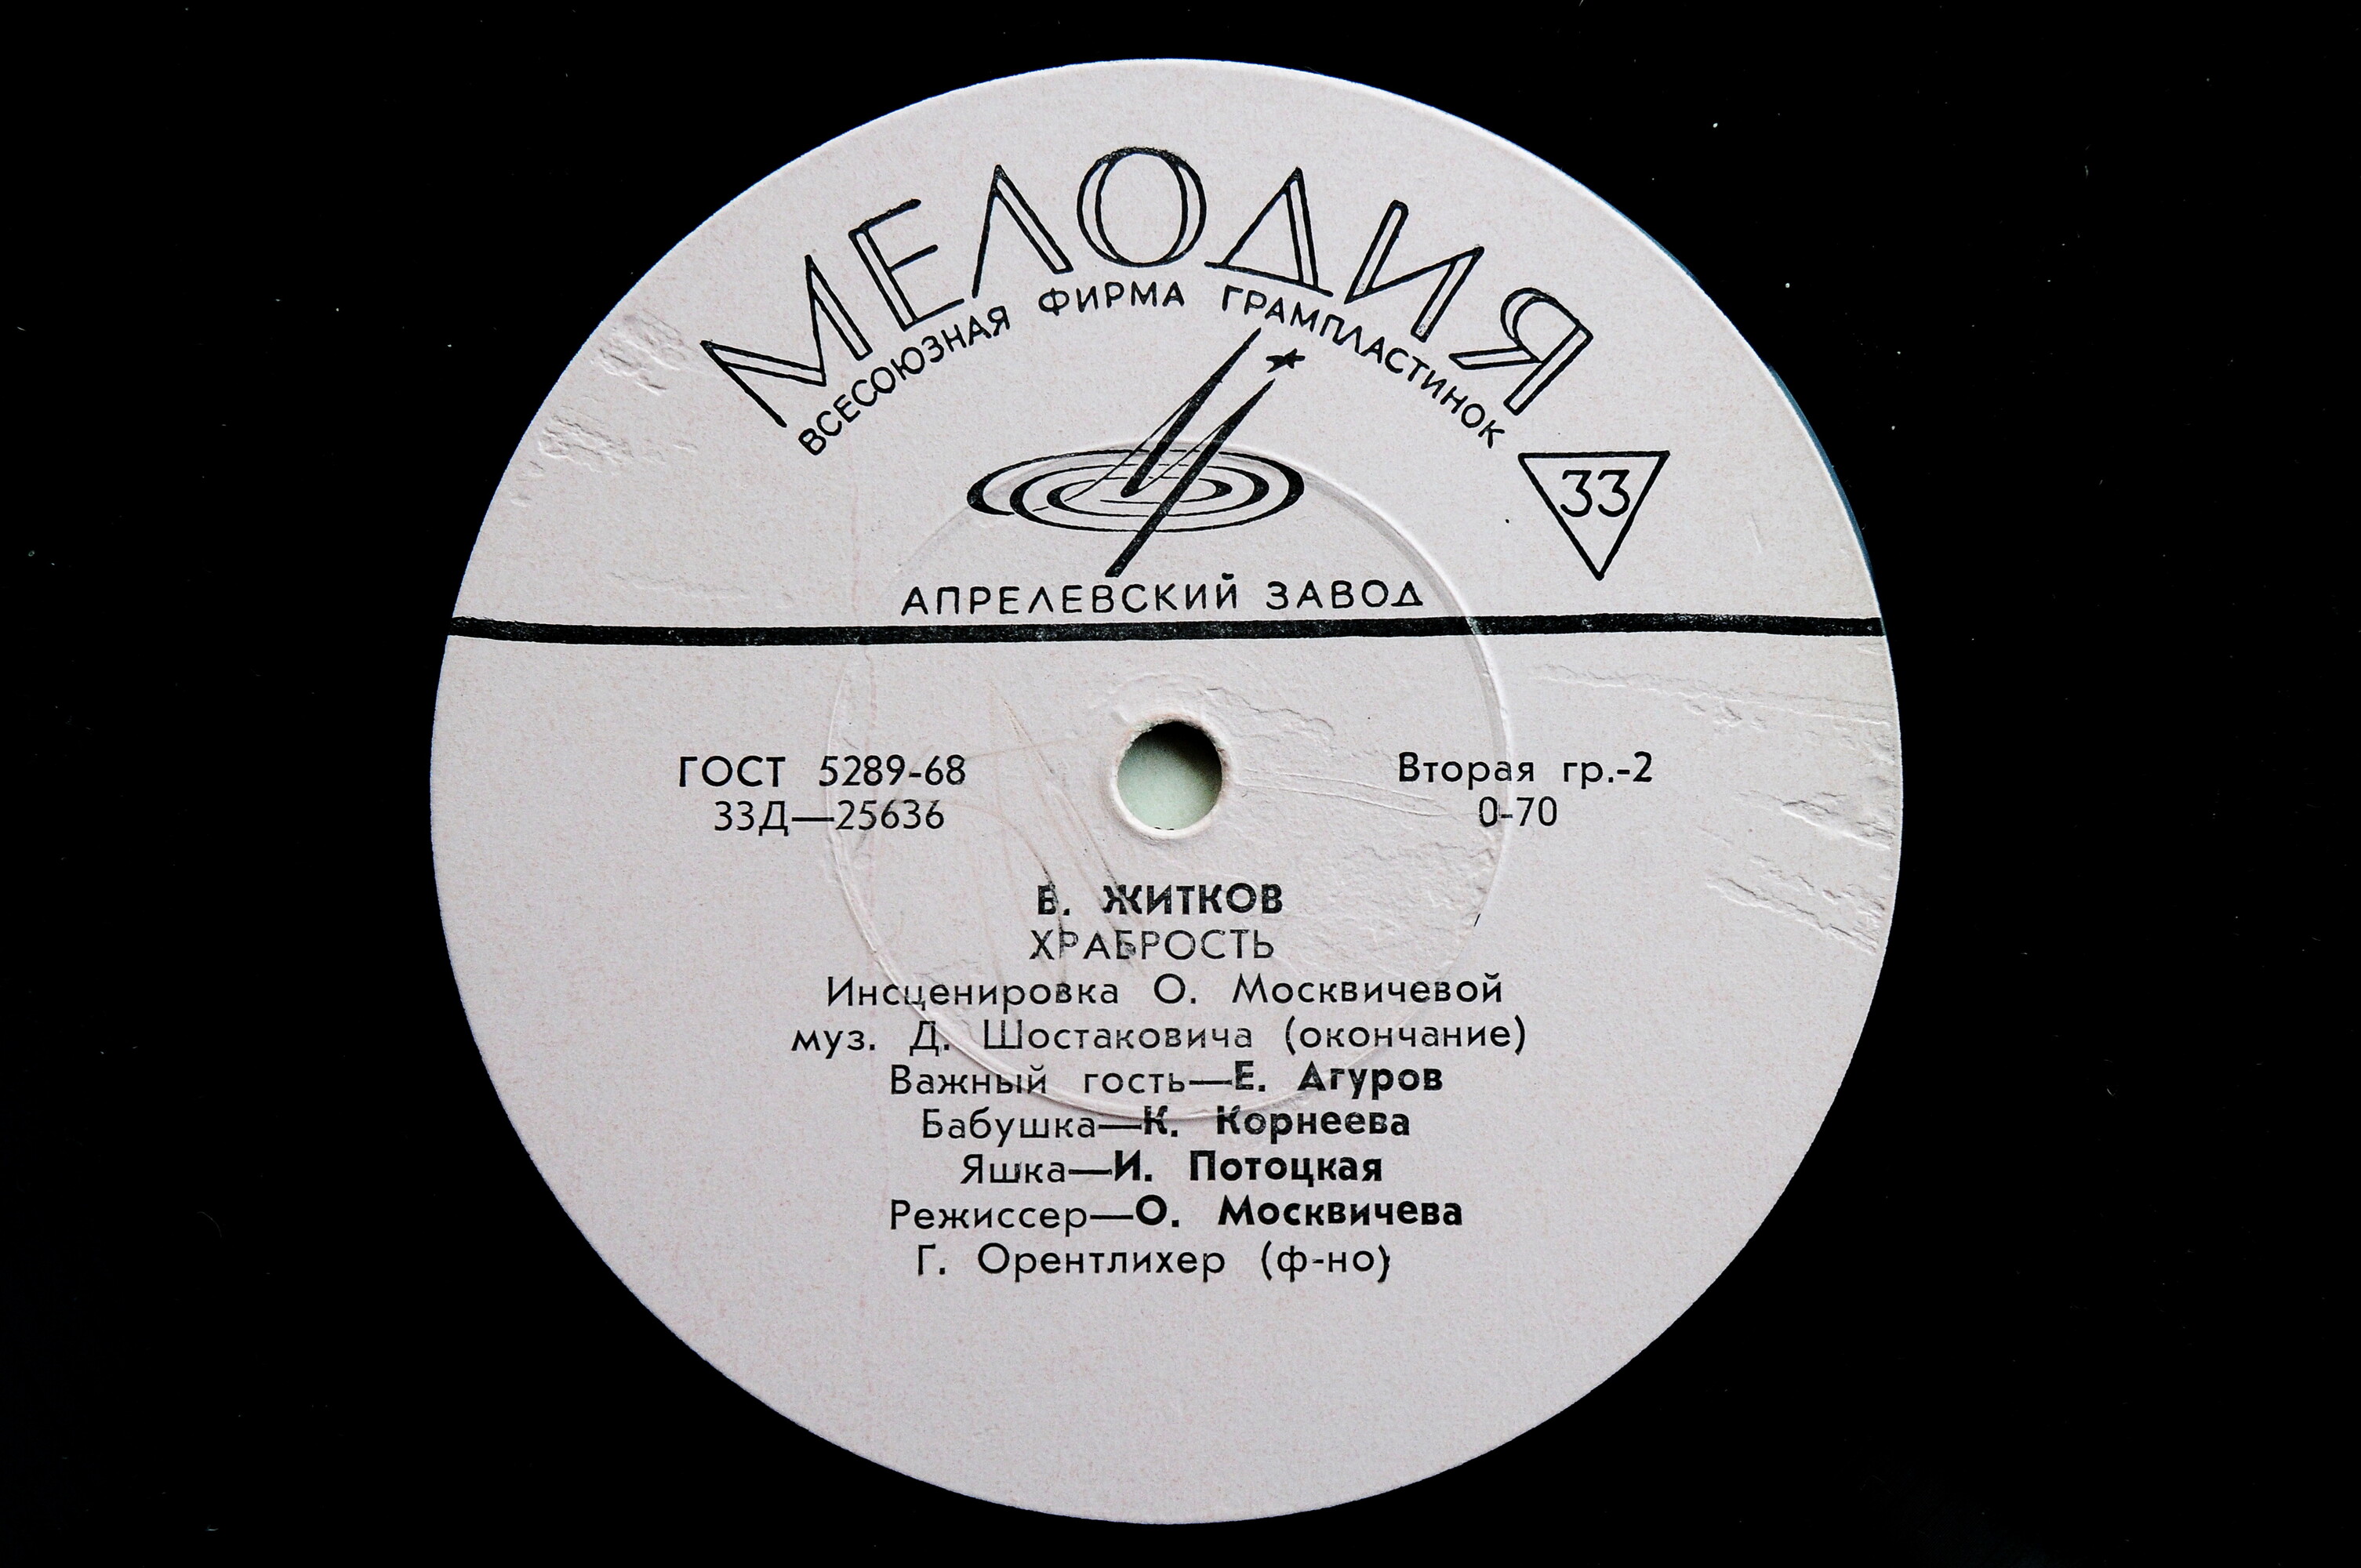 МЕЛОДИЯ
ВСЕСОЮЗНАЯ ФИРМА ГРАМПЛАСТИНОК
33
АПРЕЛЕВСКИЙ ЗАВОД
ГОСТ 5289-68
Вторая гр.-2
33Д—25636
0-70
Б. ЖИТКОВ
ХРАБРОСТЬ
Инсценировка О. Москвичевой
муз. Д. Шостаковича (окончание)
Важный гость—Е. Агуров
Бабушка—К. Корнеева
Яшка—И. Потоцкая
Режиссер—О. Москвичева
Г. Орентлихер (ф-но)